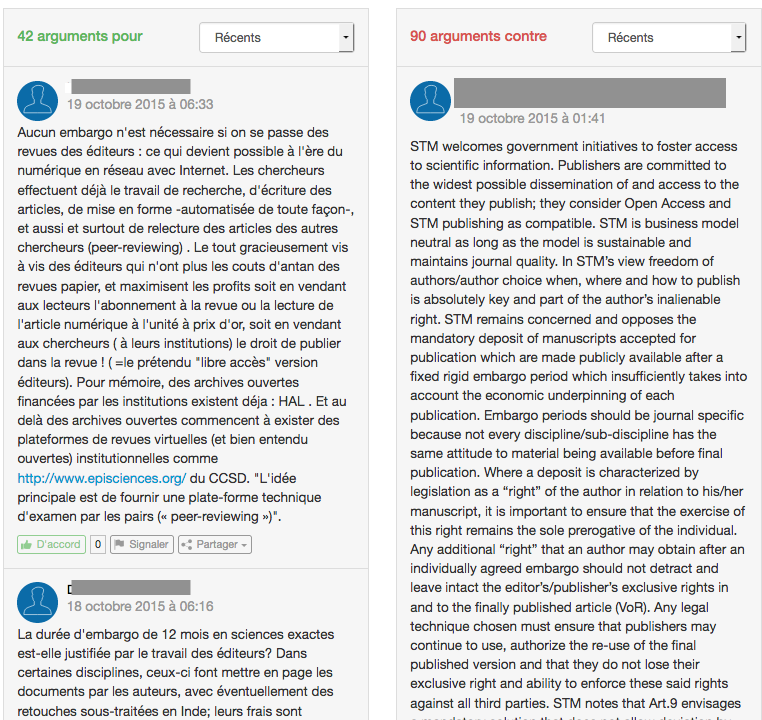 42 arguments pour
Récents
19 octobre 2015 à 06:33
Aucun embargo n'est nécessaire si on se passe des
revues des éditeurs : ce qui devient possible à l'ère du
numérique en réseau avec Internet. Les chercheurs
effectuent déjà le travail de recherche, d'écriture des
articles, de mise en forme -automatisée de toute façon-,
et aussi et surtout de relecture des articles des autres
chercheurs (peer-reviewing) . Le tout gracieusement vis
à vis des éditeurs qui n'ont plus les couts d'antan des
revues papier, et maximisent les profits soit en vendant
aux lecteurs l'abonnement à la revue ou la lecture de
l'article numérique à l'unité à prix d'or, soit en vendant
aux chercheurs ( à leurs institutions) le droit de publier
dans la revue ! ( =le prétendu "libre accès" version
éditeurs). Pour mémoire, des archives ouvertes
financées par les institutions existent déja : HAL . Et au
delà des archives ouvertes commencent à exister des
plateformes de revues virtuelles (et bien entendu
ouvertes) institutionnelles comme
http://www.episciences.org/ du CCSD. "L'idée
principale est de fournir une plate-forme technique
d'examen par les pairs (« peer-reviewing »)".
D'accord 0 Signaler Partager
18 octobre 2015 à 06:16
La durée d'embargo de 12 mois en sciences exactes
est-elle justifiée par le travail des éditeurs? Dans
certaines disciplines, ceux-ci font mettre en page les
documents par les auteurs, avec éventuellement des
retouches sous-traitées en Inde; leurs frais sont
90 arguments contre
Récents
19 octobre 2015 à 01:41
STM welcomes government initiatives to foster access
to scientific information. Publishers are committed to
the widest possible dissemination of and access to the
content they publish; they consider Open Access and
STM publishing as compatible. STM is business model
neutral as long as the model is sustainable and
maintains journal quality. In STM's view freedom of
authors/author choice when, where and how to publish
is absolutely key and part of the author's inalienable
right. STM remains concerned and opposes the
mandatory deposit of manuscripts accepted for
publication which are made publicly available after a
fixed rigid embargo period which insufficiently takes into
account the economic underpinning of each
publication. Embargo periods should be journal specific
because not every discipline/sub-discipline has the
same attitude to material being available before final
publication. Where a deposit is characterized by
legislation as a “right” of the author in relation to his/her
manuscript, it is important to ensure that the exercise of
this right remains the sole prerogative of the individual.
Any additional “right” that an author may obtain after an
individually agreed embargo should not detract and
leave intact the editor's/publisher's exclusive rights in
and to the finally published article (VoR). Any legal
technique chosen must ensure that publishers may
continue to use, authorize the re-use of the final
published version and that they do not lose their
exclusive right and ability to enforce these said rights
against all third parties. STM notes that Art.9 envisages